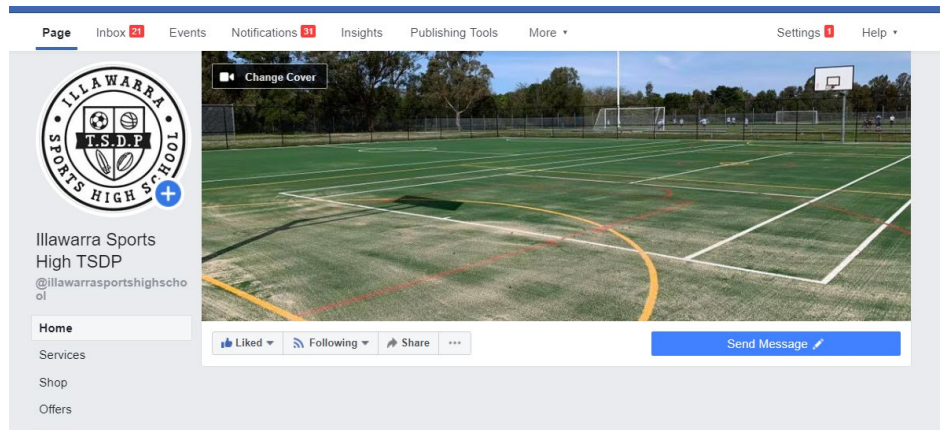 Page Inbox 21 Events Notifications 31 Insights Publishing Tools More Settings 1 Help
Change Cover
ILLAWARRA
T.S.D.P
SPORTS HIGH SCHOOL
Illawarra Sports
High TSDP
@illawarrasportshighscho
ol
Home
Services
Shop
Offers
Liked Following Share ...
Send Message